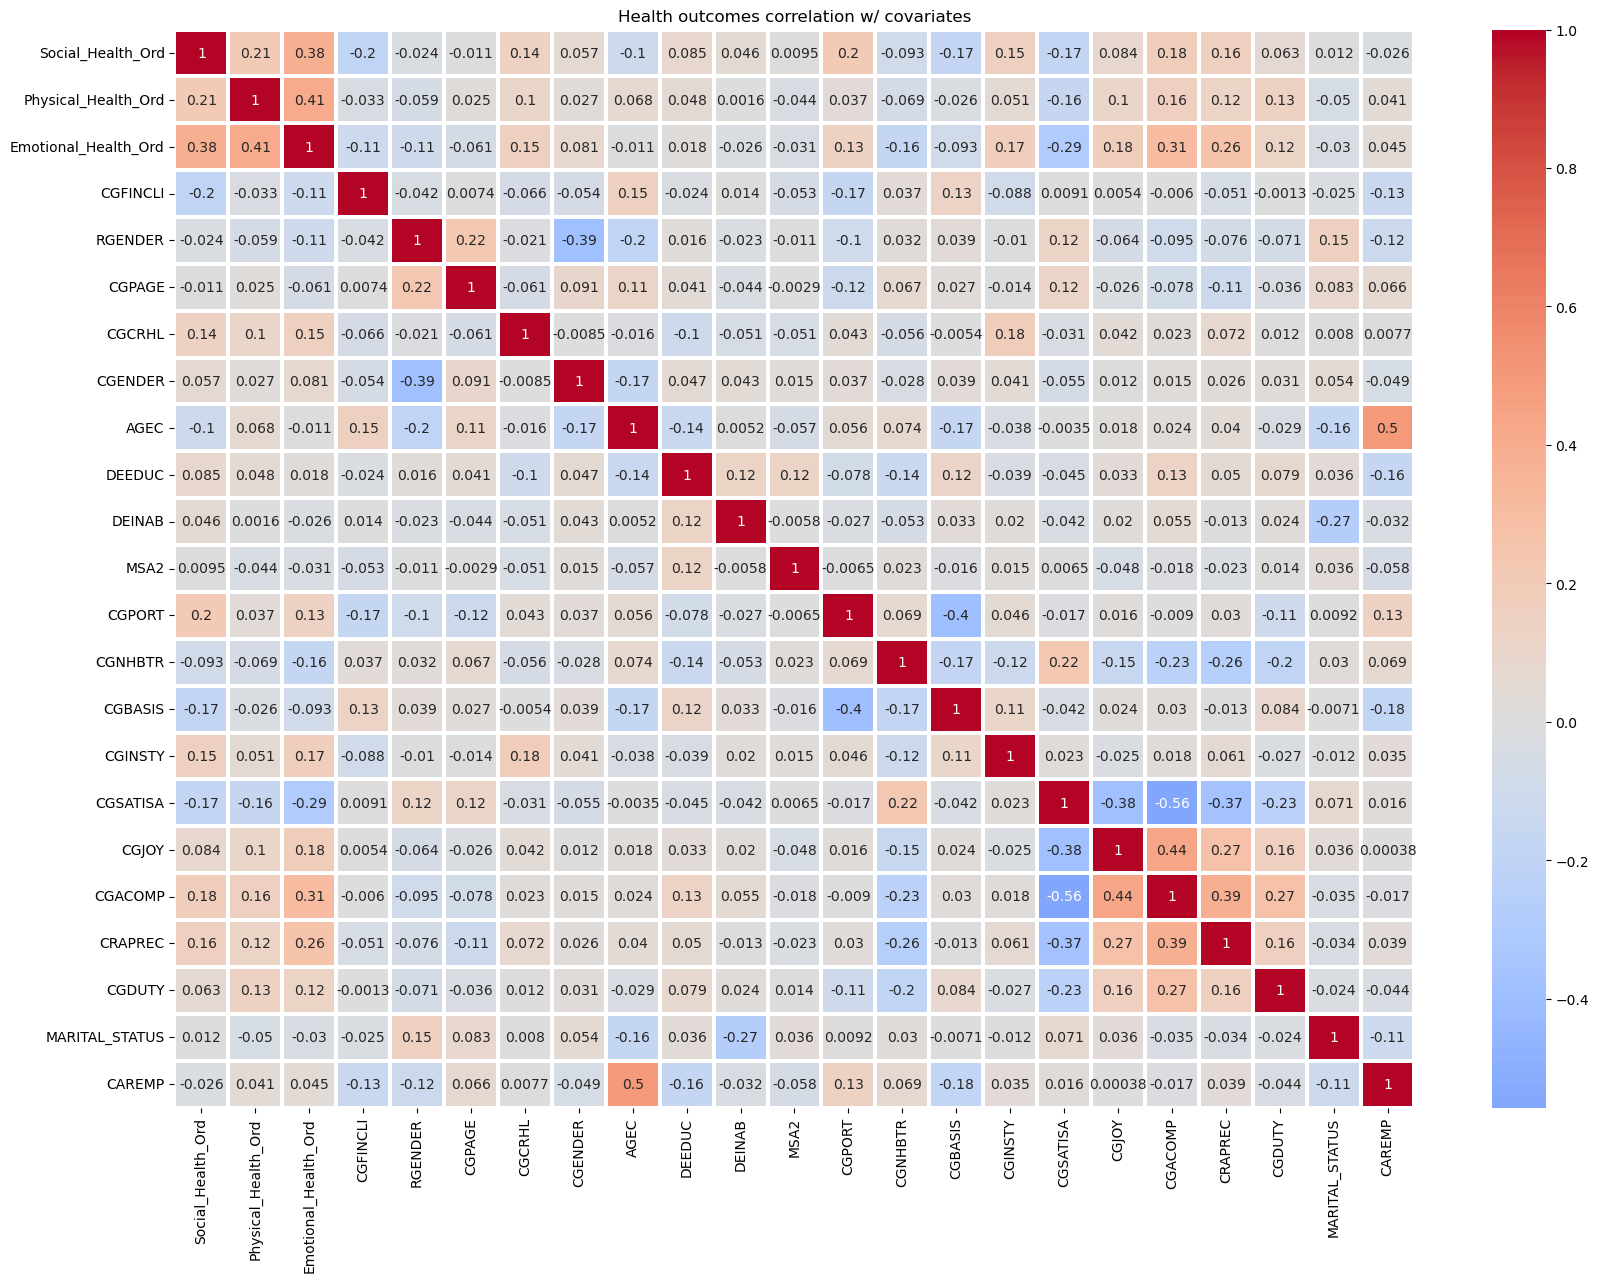 Health outcomes correlation w/ covariates
Social_Health_Ord 1 0.21 0.38 -0.2 -0.024 -0.011 0.14 0.057 -0.1 0.085 0.046 0.0095 0.2 -0.093 -0.17 0.15 -0.17 0.084 0.18 0.16 0.063 0.012 -0.026
Physical_Health_Ord 0.21 1 0.41 -0.033 -0.059 0.025 0.1 0.027 0.068 0.048 0.0016 -0.044 0.037 -0.069 -0.026 0.051 -0.16 0.1 0.16 0.12 0.13 -0.05 0.041
Emotional_Health_Ord 0.38 0.41 1 -0.11 -0.11 -0.061 0.15 0.081 -0.011 0.018 -0.026 -0.031 0.13 -0.16 -0.093 0.17 -0.29 0.18 0.31 0.26 0.12 -0.03 0.045
CGFINCLI -0.2 -0.033 -0.11 1 -0.042 0.0074 -0.066 -0.054 0.15 -0.024 0.014 -0.053 -0.17 0.037 0.13 -0.088 0.0091 0.0054 -0.006 -0.051 -0.0013 -0.025 -0.13
RGENDER -0.024 -0.059 -0.11 -0.042 1 0.22 -0.021 -0.39 -0.2 0.016 -0.023 -0.011 -0.1 0.032 0.039 -0.01 0.12 -0.064 -0.095 -0.076 -0.071 0.15 -0.12
CGPAGE -0.011 0.025 -0.061 0.0074 0.22 1 -0.061 0.091 0.11 0.041 -0.044 -0.0029 -0.12 0.067 0.027 -0.014 0.12 -0.026 -0.078 -0.11 -0.036 0.083 0.066
CGCRHL 0.14 0.1 0.15 -0.066 -0.021 -0.061 1 -0.0085 -0.016 -0.1 -0.051 -0.051 0.043 -0.056 -0.0054 0.18 -0.031 0.042 0.023 0.072 0.012 0.008 0.0077
CGENDER 0.057 0.027 0.081 -0.054 -0.39 0.091 -0.0085 1 -0.17 0.047 0.043 0.015 0.037 -0.028 0.039 0.041 -0.055 0.012 0.015 0.026 0.031 0.054 -0.049
AGEC -0.1 0.068 -0.011 0.15 -0.2 0.11 -0.016 -0.17 1 -0.14 0.0052 -0.057 0.056 0.074 -0.17 -0.038 -0.0035 0.018 0.024 0.04 -0.029 -0.16 0.5
DEEDUC 0.085 0.048 0.018 -0.024 0.016 0.041 -0.1 0.047 -0.14 1 0.12 0.12 -0.078 -0.14 0.12 -0.039 -0.045 0.033 0.13 0.05 0.079 0.036 -0.16
DEINAB 0.046 0.0016 -0.026 0.014 -0.023 -0.044 -0.051 0.043 0.0052 0.12 1 -0.0058 -0.027 -0.053 0.033 0.02 -0.042 0.02 0.055 -0.013 0.024 -0.27 -0.032
MSA2 0.0095 -0.044 -0.031 -0.053 -0.011 -0.0029 -0.051 0.015 -0.057 0.12 -0.0058 1 -0.0065 0.023 -0.016 0.015 0.0065 -0.048 -0.018 -0.023 0.014 0.036 -0.058
CGPORT 0.2 0.037 0.13 -0.17 -0.1 -0.12 0.043 0.037 0.056 -0.078 -0.027 -0.0065 1 0.069 -0.4 0.046 -0.017 0.016 -0.009 0.03 -0.11 0.0092 0.13
CGNHBTR -0.093 -0.069 -0.16 0.037 0.032 0.067 -0.056 -0.028 0.074 -0.14 -0.053 0.023 0.069 1 -0.17 -0.12 0.22 -0.15 -0.23 -0.26 -0.2 0.03 0.069
CGBASIS -0.17 -0.026 -0.093 0.13 0.039 0.027 -0.0054 0.039 -0.17 0.12 0.033 -0.016 -0.4 -0.17 1 0.11 -0.042 0.024 0.03 -0.013 0.084 -0.0071 -0.18
CGINSTY 0.15 0.051 0.17 -0.088 -0.01 -0.014 0.18 0.041 -0.038 -0.039 0.02 0.015 0.046 -0.12 0.11 1 0.023 -0.025 0.018 0.061 -0.027 -0.012 0.035
CGSATISA -0.17 -0.16 -0.29 0.0091 0.12 0.12 -0.031 -0.055 -0.0035 -0.045 -0.042 0.0065 -0.017 0.22 -0.042 0.023 1 -0.38 -0.56 -0.37 -0.23 0.071 0.016
CGJOY 0.084 0.1 0.18 0.0054 -0.064 -0.026 0.042 0.012 0.018 0.033 0.02 -0.048 0.016 -0.15 0.024 -0.025 -0.38 1 0.44 0.27 0.16 0.036 0.00038
CGACOMP 0.18 0.16 0.31 -0.006 -0.095 -0.078 0.023 0.015 0.024 0.13 0.055 -0.018 -0.009 -0.23 0.03 0.018 -0.56 0.44 1 0.39 0.27 -0.035 -0.017
CRAPREC 0.16 0.12 0.26 -0.051 -0.076 -0.11 0.072 0.026 0.04 0.05 -0.013 -0.023 0.03 -0.26 -0.013 0.061 -0.37 0.27 0.39 1 0.16 -0.034 0.039
CGDUTY 0.063 0.13 0.12 -0.0013 -0.071 -0.036 0.012 0.031 -0.029 0.079 0.024 0.014 -0.11 -0.2 0.084 -0.027 -0.23 0.16 0.27 0.16 1 -0.024 -0.044
MARITAL_STATUS 0.012 -0.05 -0.03 -0.025 0.15 0.083 0.008 0.054 -0.16 0.036 -0.27 0.036 0.0092 0.03 -0.0071 -0.012 0.071 0.036 -0.035 -0.034 -0.024 1 -0.11
CAREMP -0.026 0.041 0.045 -0.13 -0.12 0.066 0.0077 -0.049 0.5 -0.16 -0.032 -0.058 0.13 0.069 -0.18 0.035 0.016 0.00038 -0.017 0.039 -0.044 -0.11 1
Social_Health_Ord
Physical_Health_Ord
Emotional_Health_Ord
CGFINCLI
RGENDER
CGPAGE
CGCRHL
CGENDER
AGEC
DEEDUC
DEINAB
MSA2
CGPORT
CGNHBTR
CGBASIS
CGINSTY
CGSATISA
CGJOY
CGACOMP
CRAPREC
CGDUTY
MARITAL_STATUS
CAREMP
1.0
0.8
0.6
0.4
0.2
0.0
−0.2
−0.4